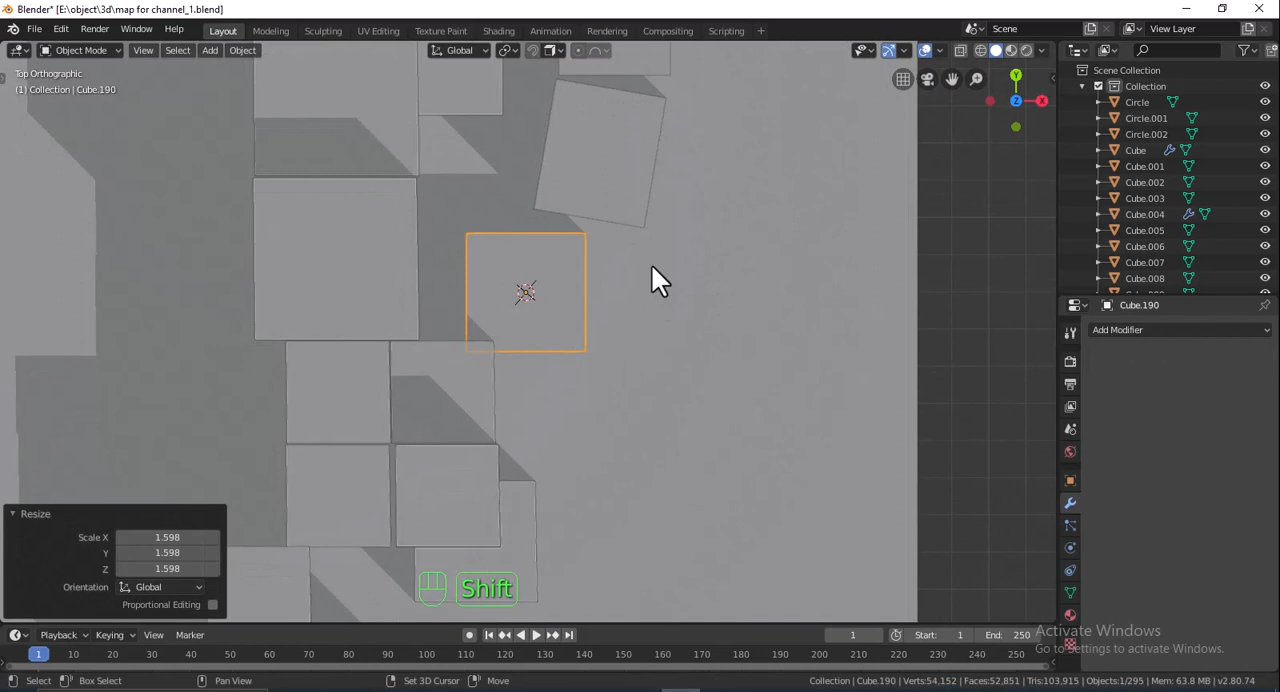 Blender* [E:\object\3d\map for channel_1.blend]
File Edit Render Window Help Layout Modeling Sculpting UV Editing Texture Paint Shading Animation Rendering Compositing Scripting + Scene View Layer
Object Mode View Select Add Object Global
Top Orthographic
(1) Collection | Cube.190
Y
Z
X
Scene Collection
Collection
Circle
Circle.001
Circle.002
Cube
Cube.001
Cube.002
Cube.003
Cube.004
Cube.005
Cube.006
Cube.007
Cube.008
Cube.190
Add Modifier
Resize
Scale X 1.598
Y 1.598
Z 1.598
Orientation Global
Proportional Editing
Shift
Playback Keying View Marker 1 Start: 1 End: 250
1 10 20 30 40 50 60 70 80 90 100 110 120 130 140 150 160 170 180 190 200 210 220 230 240 250
Activate Windows
Go to Settings to activate Windows.
Select Box Select Pan View Set 3D Cursor Move Collection | Cube.190 | Verts:54,152 | Faces:52,851 | Tris:103,915 | Objects:1/295 | Mem: 63.8 MB | v2.80.74